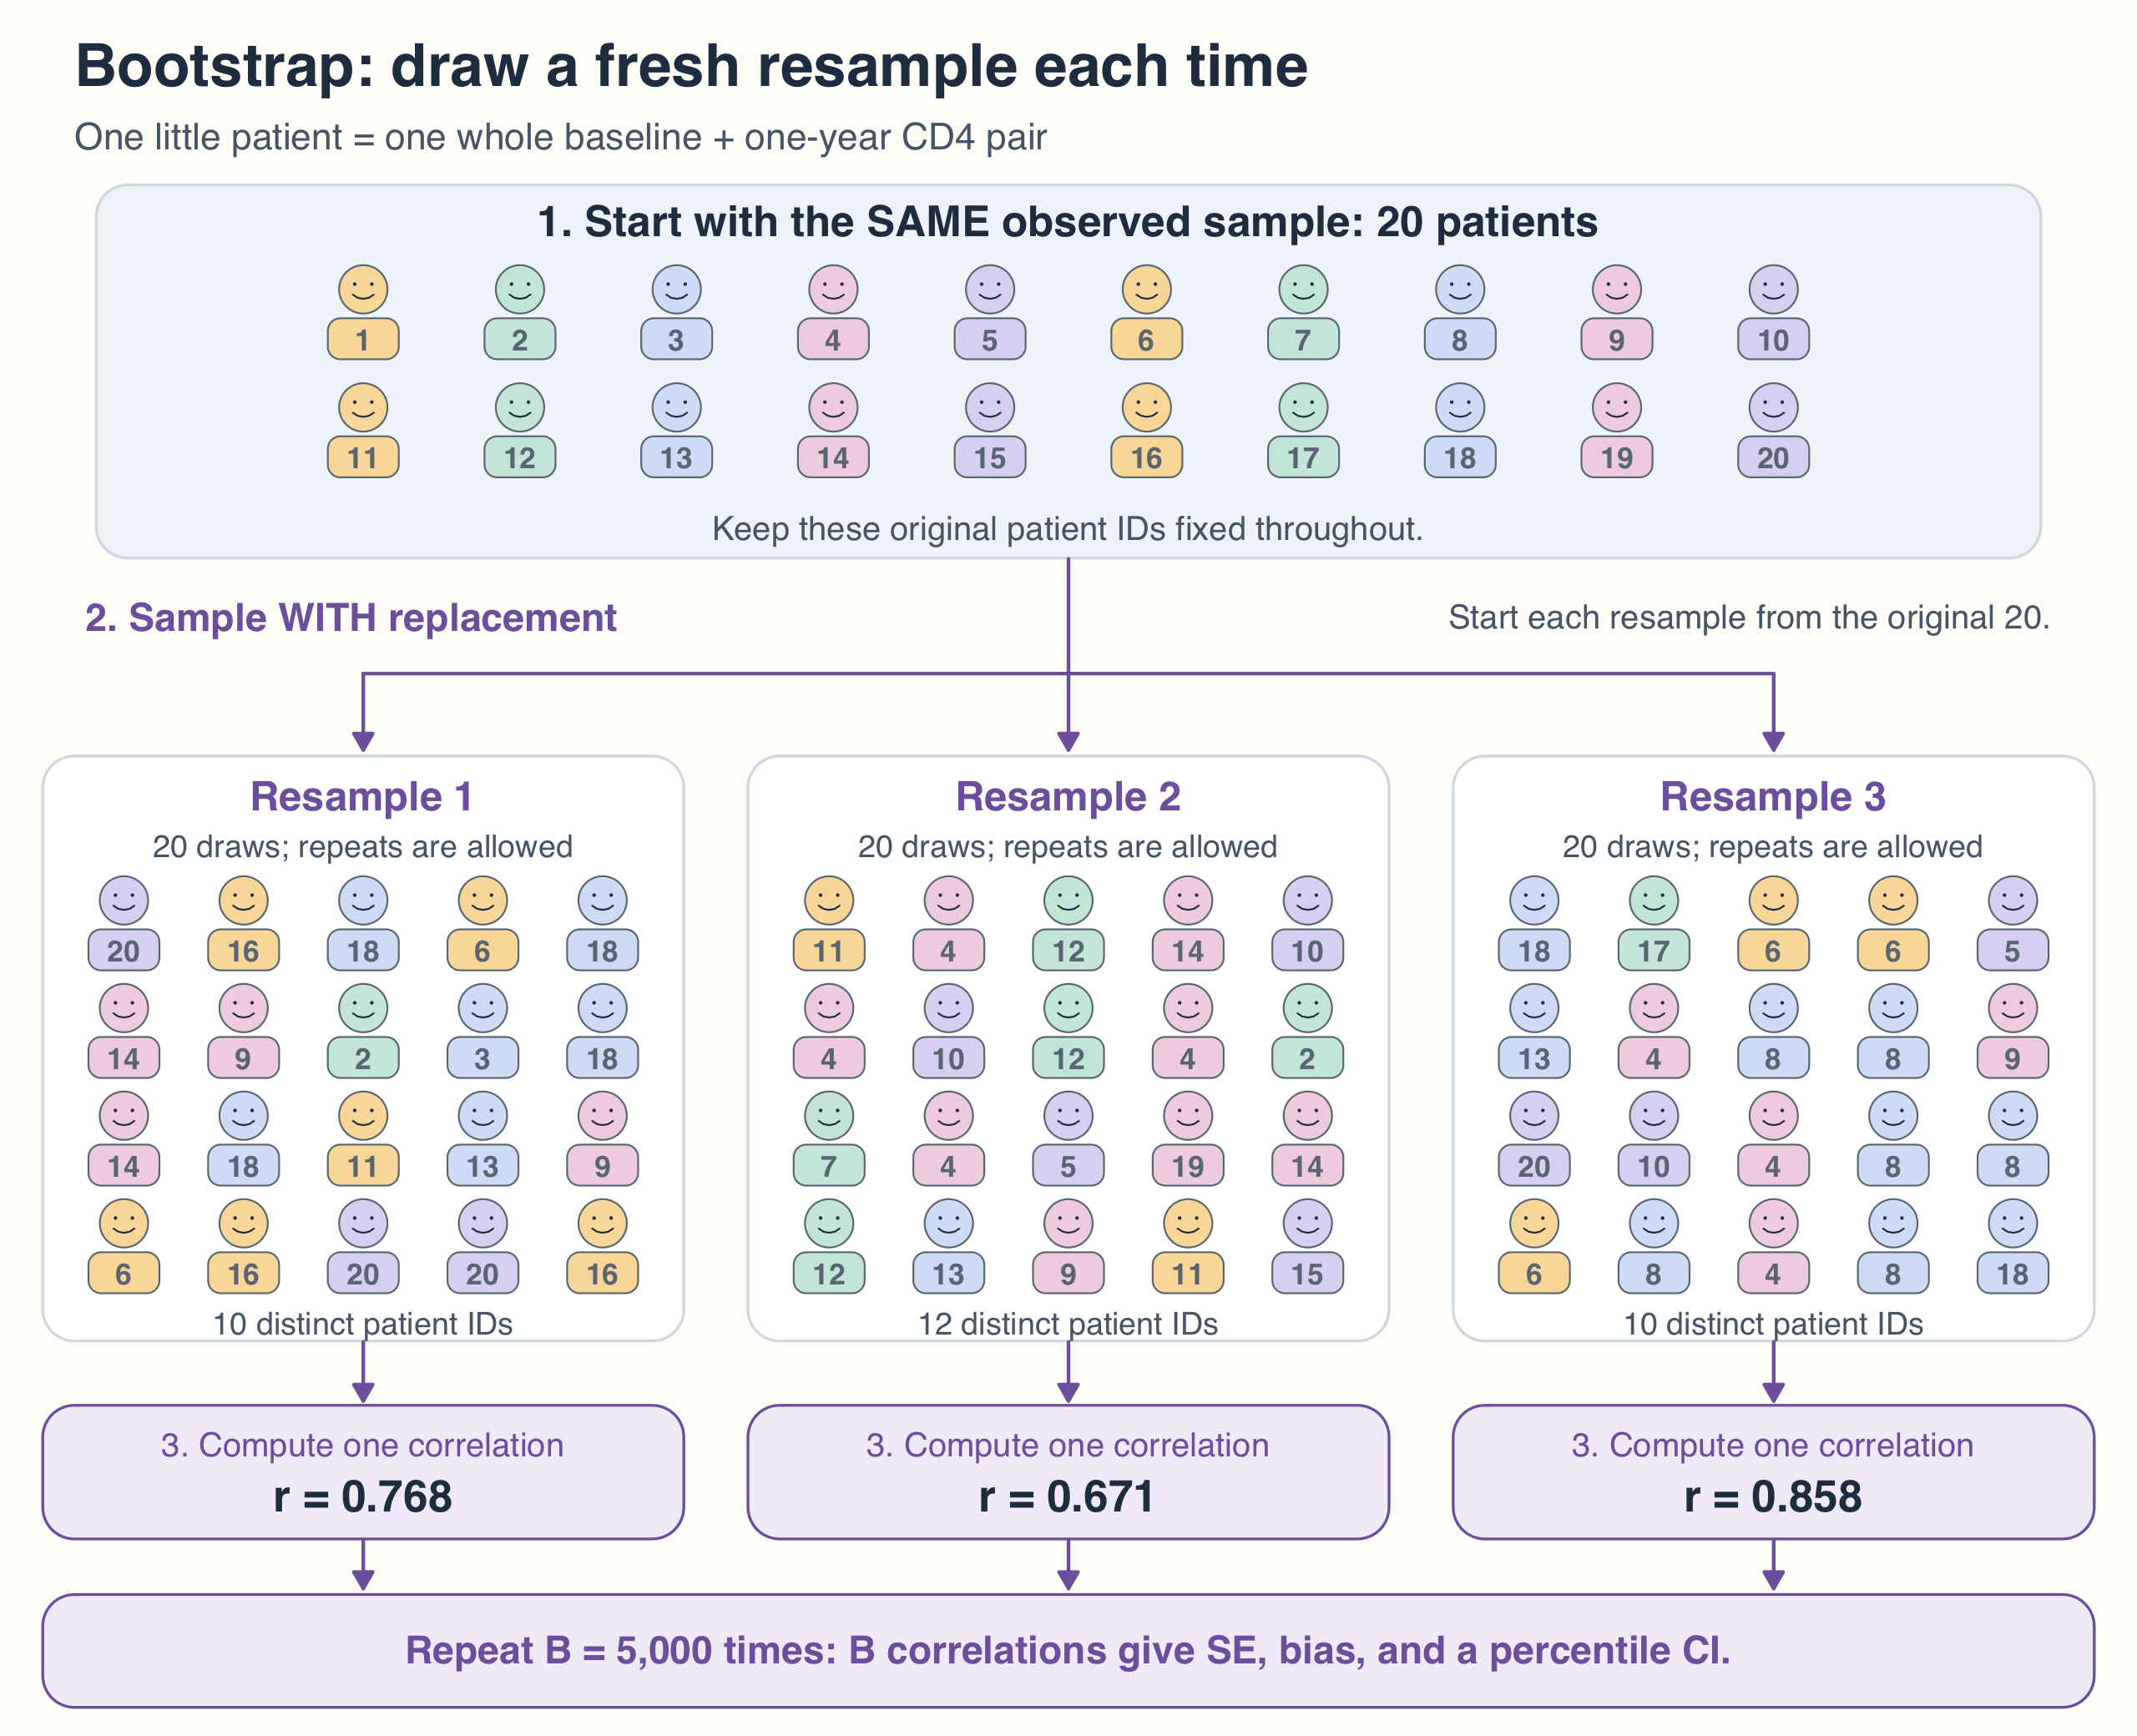 Bootstrap: draw a fresh resample each time
One little patient = one whole baseline + one-year CD4 pair
1. Start with the SAME observed sample: 20 patients
1 2 3 4 5 6 7 8 9 10
11 12 13 14 15 16 17 18 19 20
Keep these original patient IDs fixed throughout.
2. Sample WITH replacement
Start each resample from the original 20.
Resample 1
20 draws; repeats are allowed
20 16 18 6 18
14 9 2 3 18
14 18 11 13 9
6 16 20 20 16
10 distinct patient IDs
3. Compute one correlation
r = 0.768
Resample 2
20 draws; repeats are allowed
11 4 12 14 10
4 10 12 4 2
7 4 5 19 14
12 13 9 11 15
12 distinct patient IDs
3. Compute one correlation
r = 0.671
Resample 3
20 draws; repeats are allowed
18 17 6 6 5
13 4 8 8 9
20 10 4 8 8
6 8 4 8 18
10 distinct patient IDs
3. Compute one correlation
r = 0.858
Repeat B = 5,000 times: B correlations give SE, bias, and a percentile CI.